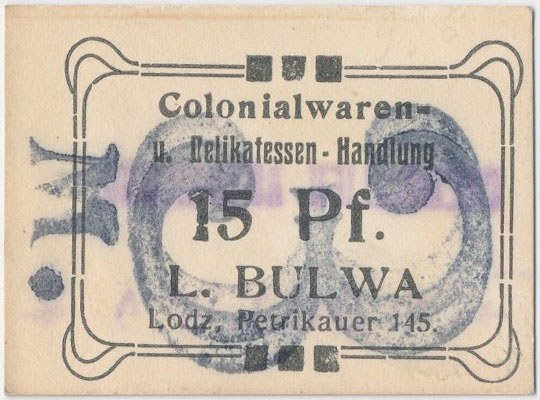 Colonialwaren-
u. Delikatessen - Handlung
15 Pf.
L. BULWA
Lodz, Petrikauer 145.